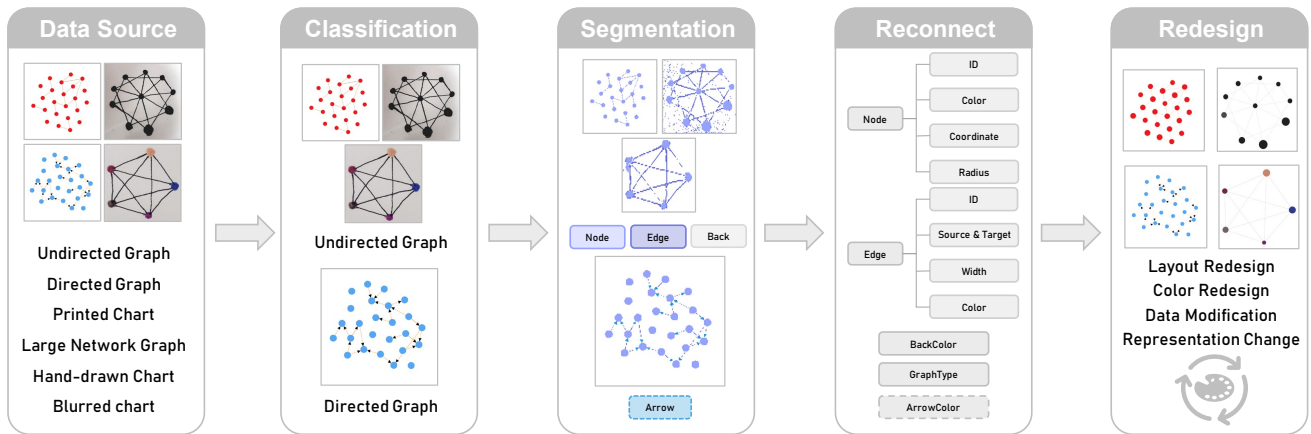 Data Source
Undirected Graph
Directed Graph
Printed Chart
Large Network Graph
Hand-drawn Chart
Blurred chart
Classification
Undirected Graph
Directed Graph
Segmentation
Node Edge Back
Arrow
Reconnect
Node
ID
Color
Coordinate
Radius
Edge
ID
Source & Target
Width
Color
BackColor
GraphType
ArrowColor
Redesign
Layout Redesign
Color Redesign
Data Modification
Representation Change